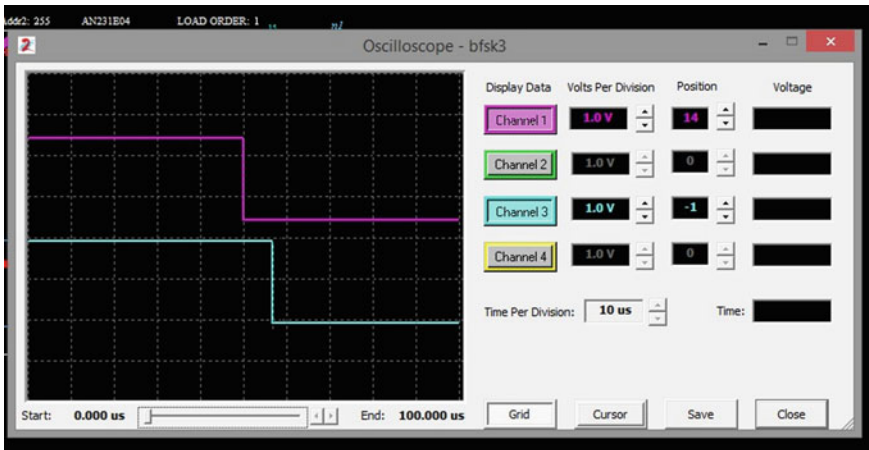 Addr2: 255 AN231E04 LOAD ORDER: 1 nl
Oscilloscope - bfsk3
Display Data Volts Per Division Position Voltage
Channel 1 1.0 V 14
Channel 2 1.0 V 0
Channel 3 1.0 V -1
Channel 4 1.0 V 0
Time Per Division: 10 us Time:
Start: 0.000 us End: 100.000 us Grid Cursor Save Close